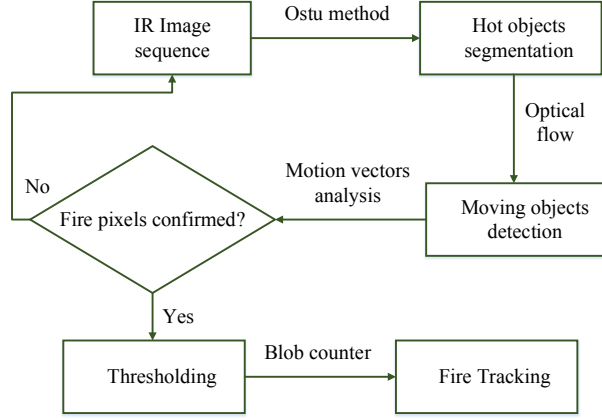 IR Image
sequence
Ostu method
Hot objects
segmentation
Optical
flow
Moving objects
detection
Motion vectors
analysis
Fire pixels confirmed?
No
Yes
Thresholding
Blob counter
Fire Tracking